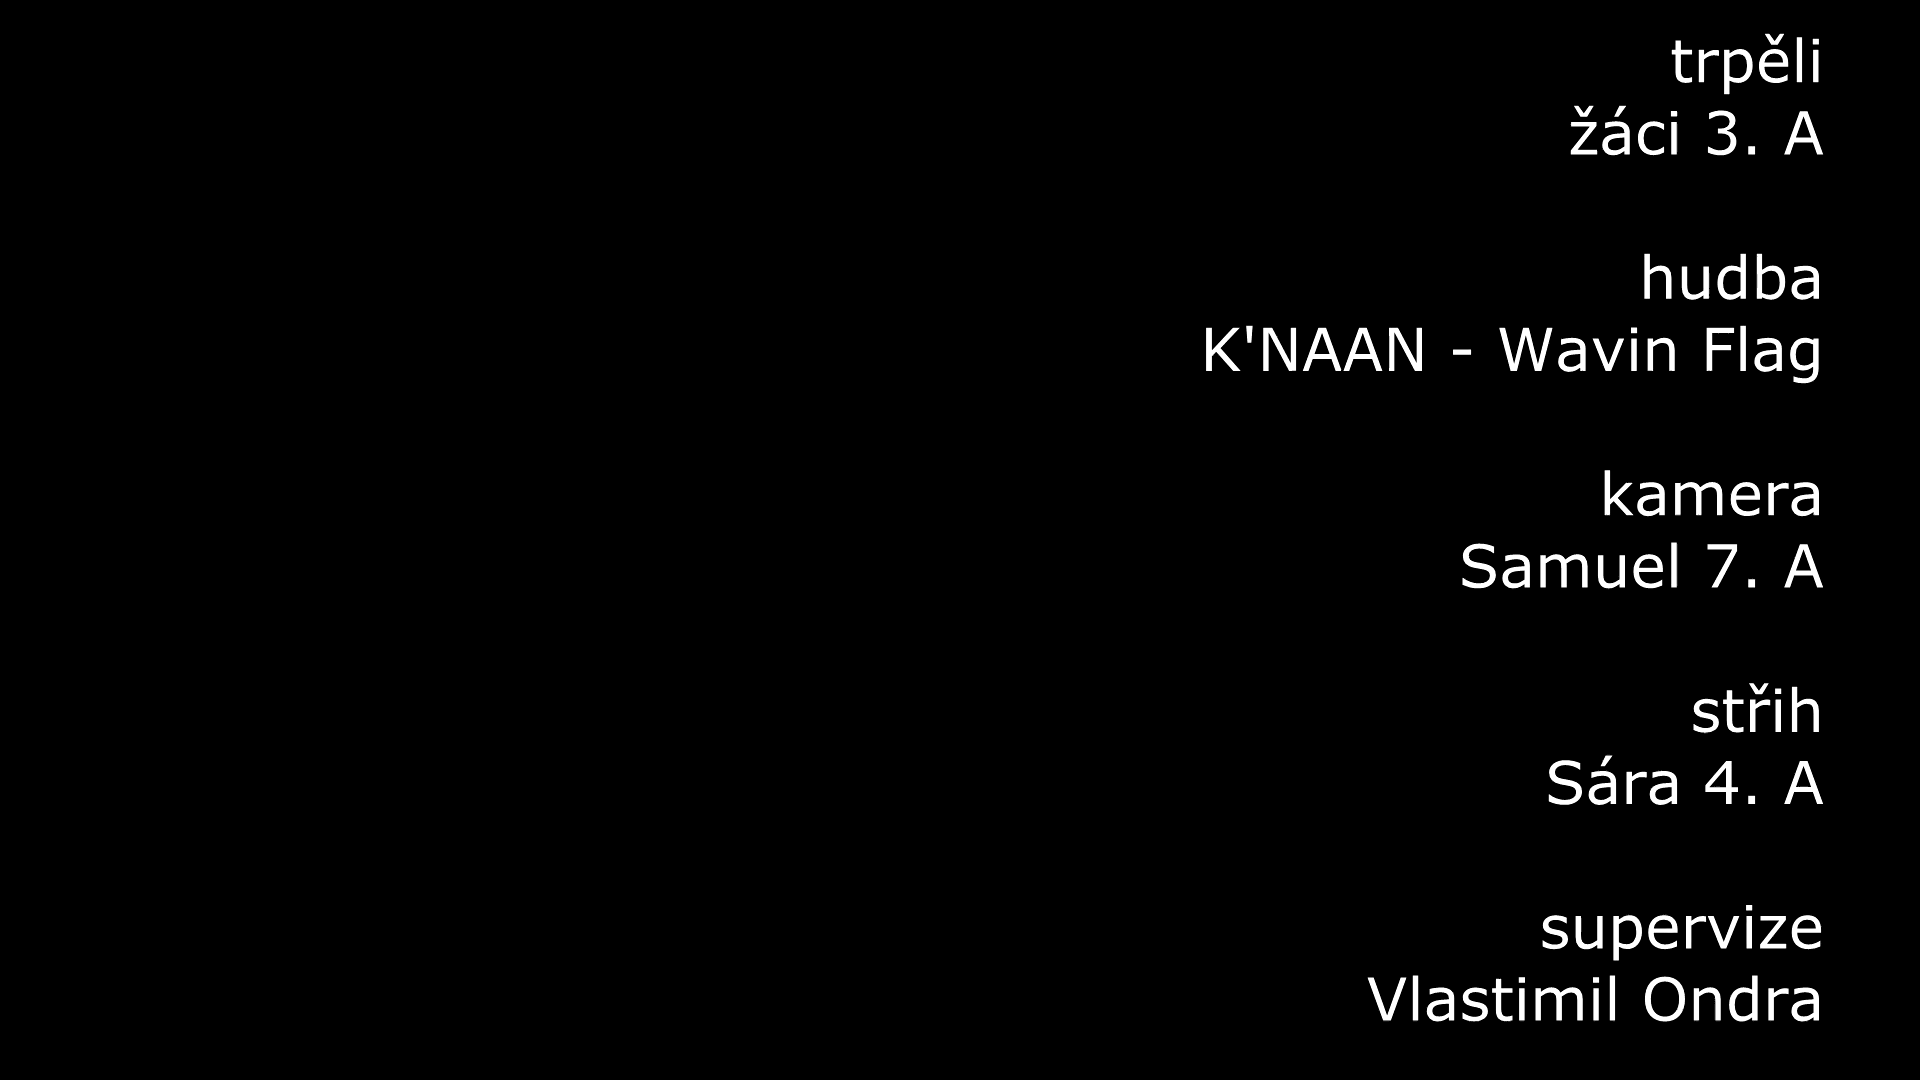 trpěli
žáci 3. A
hudba
K'NAAN - Wavin Flag
kamera
Samuel 7. A
střih
Sára 4. A
supervize
Vlastimil Ondra